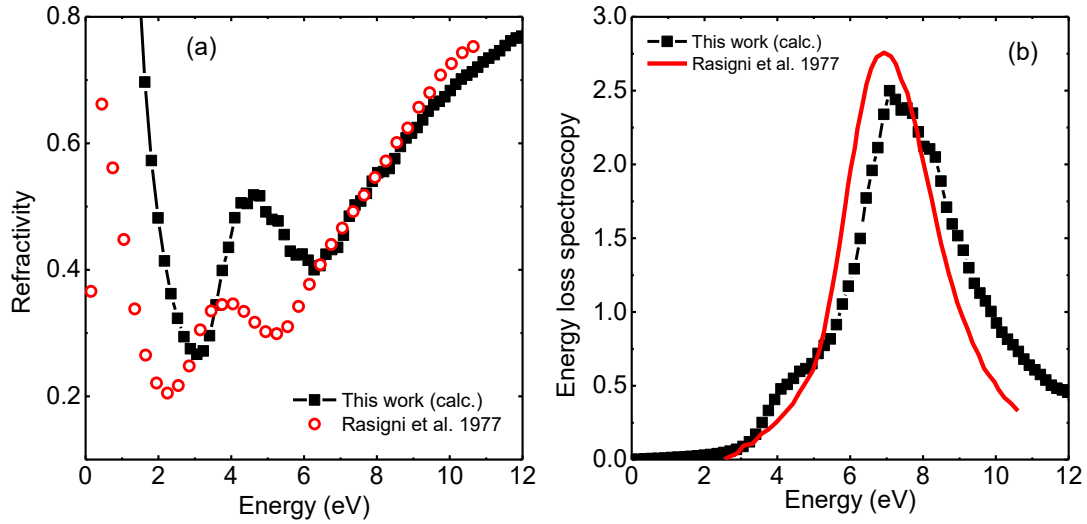 (a)
Refractivity
0.8
0.6
0.4
0.2
This work (calc.)
Rasigni et al. 1977
0 2 4 6 8 10 12
Energy (eV)
(b)
Energy loss spectroscopy
3.0
2.5
2.0
1.5
1.0
0.5
0.0
This work (calc.)
Rasigni et al. 1977
0 2 4 6 8 10 12
Energy (eV)